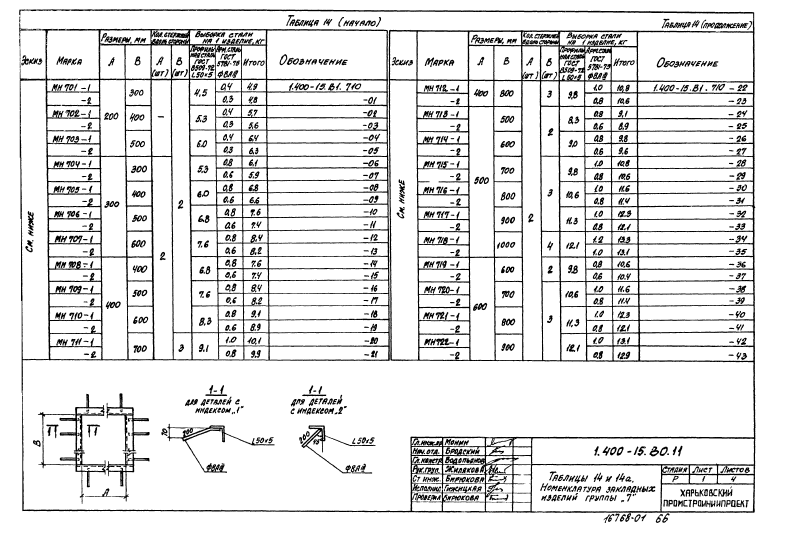 Таблица 14 (начало)
Эскиз Марка Размеры, мм Кол. стержней вдоль стороны Выборка стали на 1 изделие, кг Обозначение
А В А (шт) В (шт) Профильная сталь ГОСТ 8509-72 L50×5 Арм. сталь ГОСТ 5781-75 Ф8АIII Итого
См. ниже
МН 701-1 200 300 — 2 4,5 0,4 4,9 1.400-15.В1.710
-2 0,3 4,8 -01
МН 702-1 400 5,3 0,4 5,7 -02
-2 0,3 5,6 -03
МН 703-1 500 6,0 0,4 6,4 -04
-2 0,3 6,3 -05
МН 704-1 300 300 2 5,3 0,8 6,1 -06
-2 0,6 5,9 -07
МН 705-1 400 6,0 0,8 6,8 -08
-2 0,6 6,6 -09
МН 706-1 500 6,8 0,8 7,6 -10
-2 0,6 7,4 -11
МН 707-1 600 7,6 0,8 8,4 -12
-2 0,6 8,2 -13
МН 708-1 400 400 6,8 0,8 7,6 -14
-2 0,6 7,4 -15
МН 709-1 500 7,6 0,8 8,4 -16
-2 0,6 8,2 -17
МН 710-1 600 8,3 0,8 9,1 -18
-2 0,6 8,9 -19
МН 711-1 700 3 9,1 1,0 10,1 -20
-2 0,8 9,9 -21
Таблица 14 (продолжение)
Эскиз Марка Размеры, мм Кол. стержней вдоль стороны Выборка стали на 1 изделие, кг Обозначение
А В А (шт) В (шт) Профильная сталь ГОСТ 8509-72 L50×5 Арм. сталь ГОСТ 5781-75 Ф8АIII Итого
См. ниже
МН 712-1 400 800 2 3 9,8 1,0 10,8 1.400-15.В1.710-22
-2 0,8 10,6 -23
МН 713-1 500 500 2 8,3 0,8 9,1 -24
-2 0,6 8,9 -25
МН 714-1 600 9,0 0,8 9,8 -26
-2 0,6 9,6 -27
МН 715-1 700 3 9,8 1,0 10,8 -28
-2 0,8 10,6 -29
МН 716-1 800 10,6 1,0 11,6 -30
-2 0,8 11,4 -31
МН 717-1 900 11,3 1,0 12,3 -32
-2 0,8 12,1 -33
МН 718-1 1000 4 12,1 1,2 13,3 -34
-2 1,0 13,1 -35
МН 719-1 600 600 2 9,8 0,8 10,6 -36
-2 0,6 10,4 -37
МН 720-1 700 3 10,6 1,0 11,6 -38
-2 0,8 11,4 -39
МН 721-1 800 11,3 1,0 12,3 -40
-2 0,8 12,1 -41
МН 722-1 900 12,1 1,0 13,1 -42
-2 0,8 12,9 -43
В
1 1
А
1-1
Для деталей
с индексом „1"
70
200
L50×5
Ф8АIII
1-1
Для деталей
с индексом „2"
200
L50×5
Ф8АIII
Монин
Нач. отд. Бродский
Гл. констр. Водопьянов
Рук. груп. Жилякова
Ст. инж. Бирюкова
Исполнил Гижицкая
Проверил Бирюкова
1.400-15.В0.11
Таблицы 14 и 14а.
Номенклатура закладных
изделий группы „7"
Стадия Лист Листов
Р 1 4
Харьковский
Промстройниипроект
16768-01 66